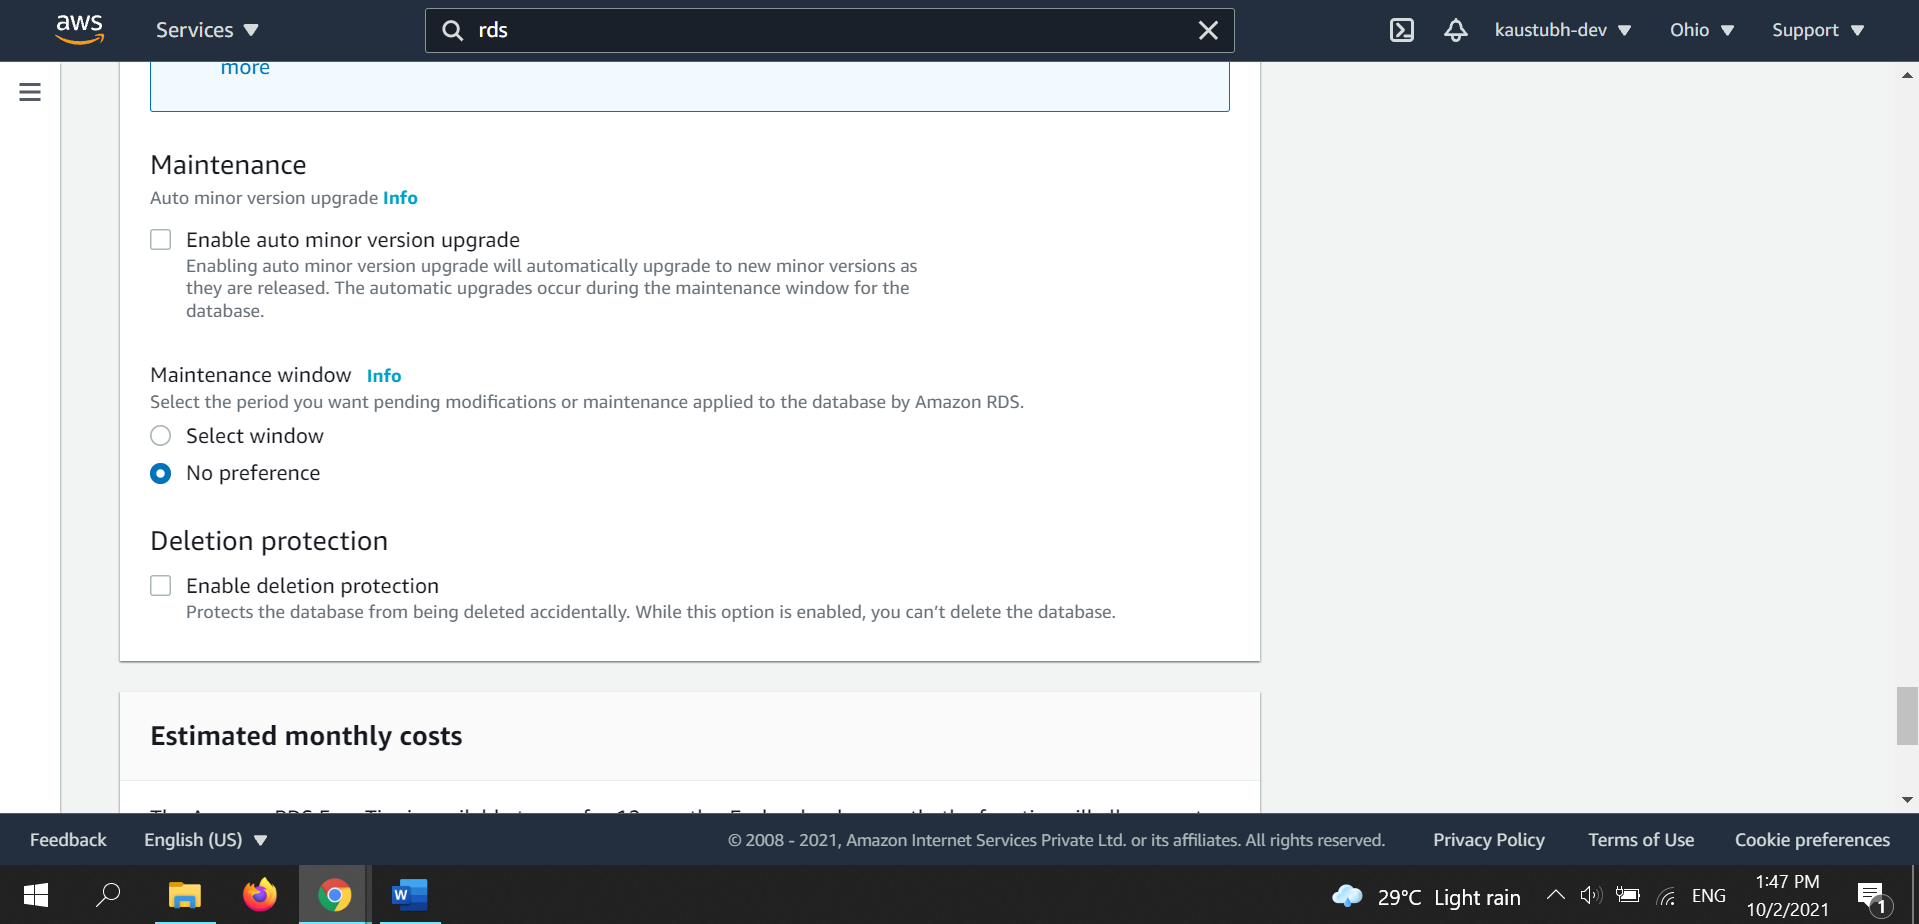 aws
Services
rds
kaustubh-dev
Ohio
Support
more
Maintenance
Auto minor version upgrade Info
Enable auto minor version upgrade
Enabling auto minor version upgrade will automatically upgrade to new minor versions as
they are released. The automatic upgrades occur during the maintenance window for the
database.
Maintenance window Info
Select the period you want pending modifications or maintenance applied to the database by Amazon RDS.
Select window
No preference
Deletion protection
Enable deletion protection
Protects the database from being deleted accidentally. While this option is enabled, you can’t delete the database.
Estimated monthly costs
Feedback
English (US)
© 2008 - 2021, Amazon Internet Services Private Ltd. or its affiliates. All rights reserved.
Privacy Policy
Terms of Use
Cookie preferences
W
29°C Light rain
ENG
1:47 PM
10/2/2021
1